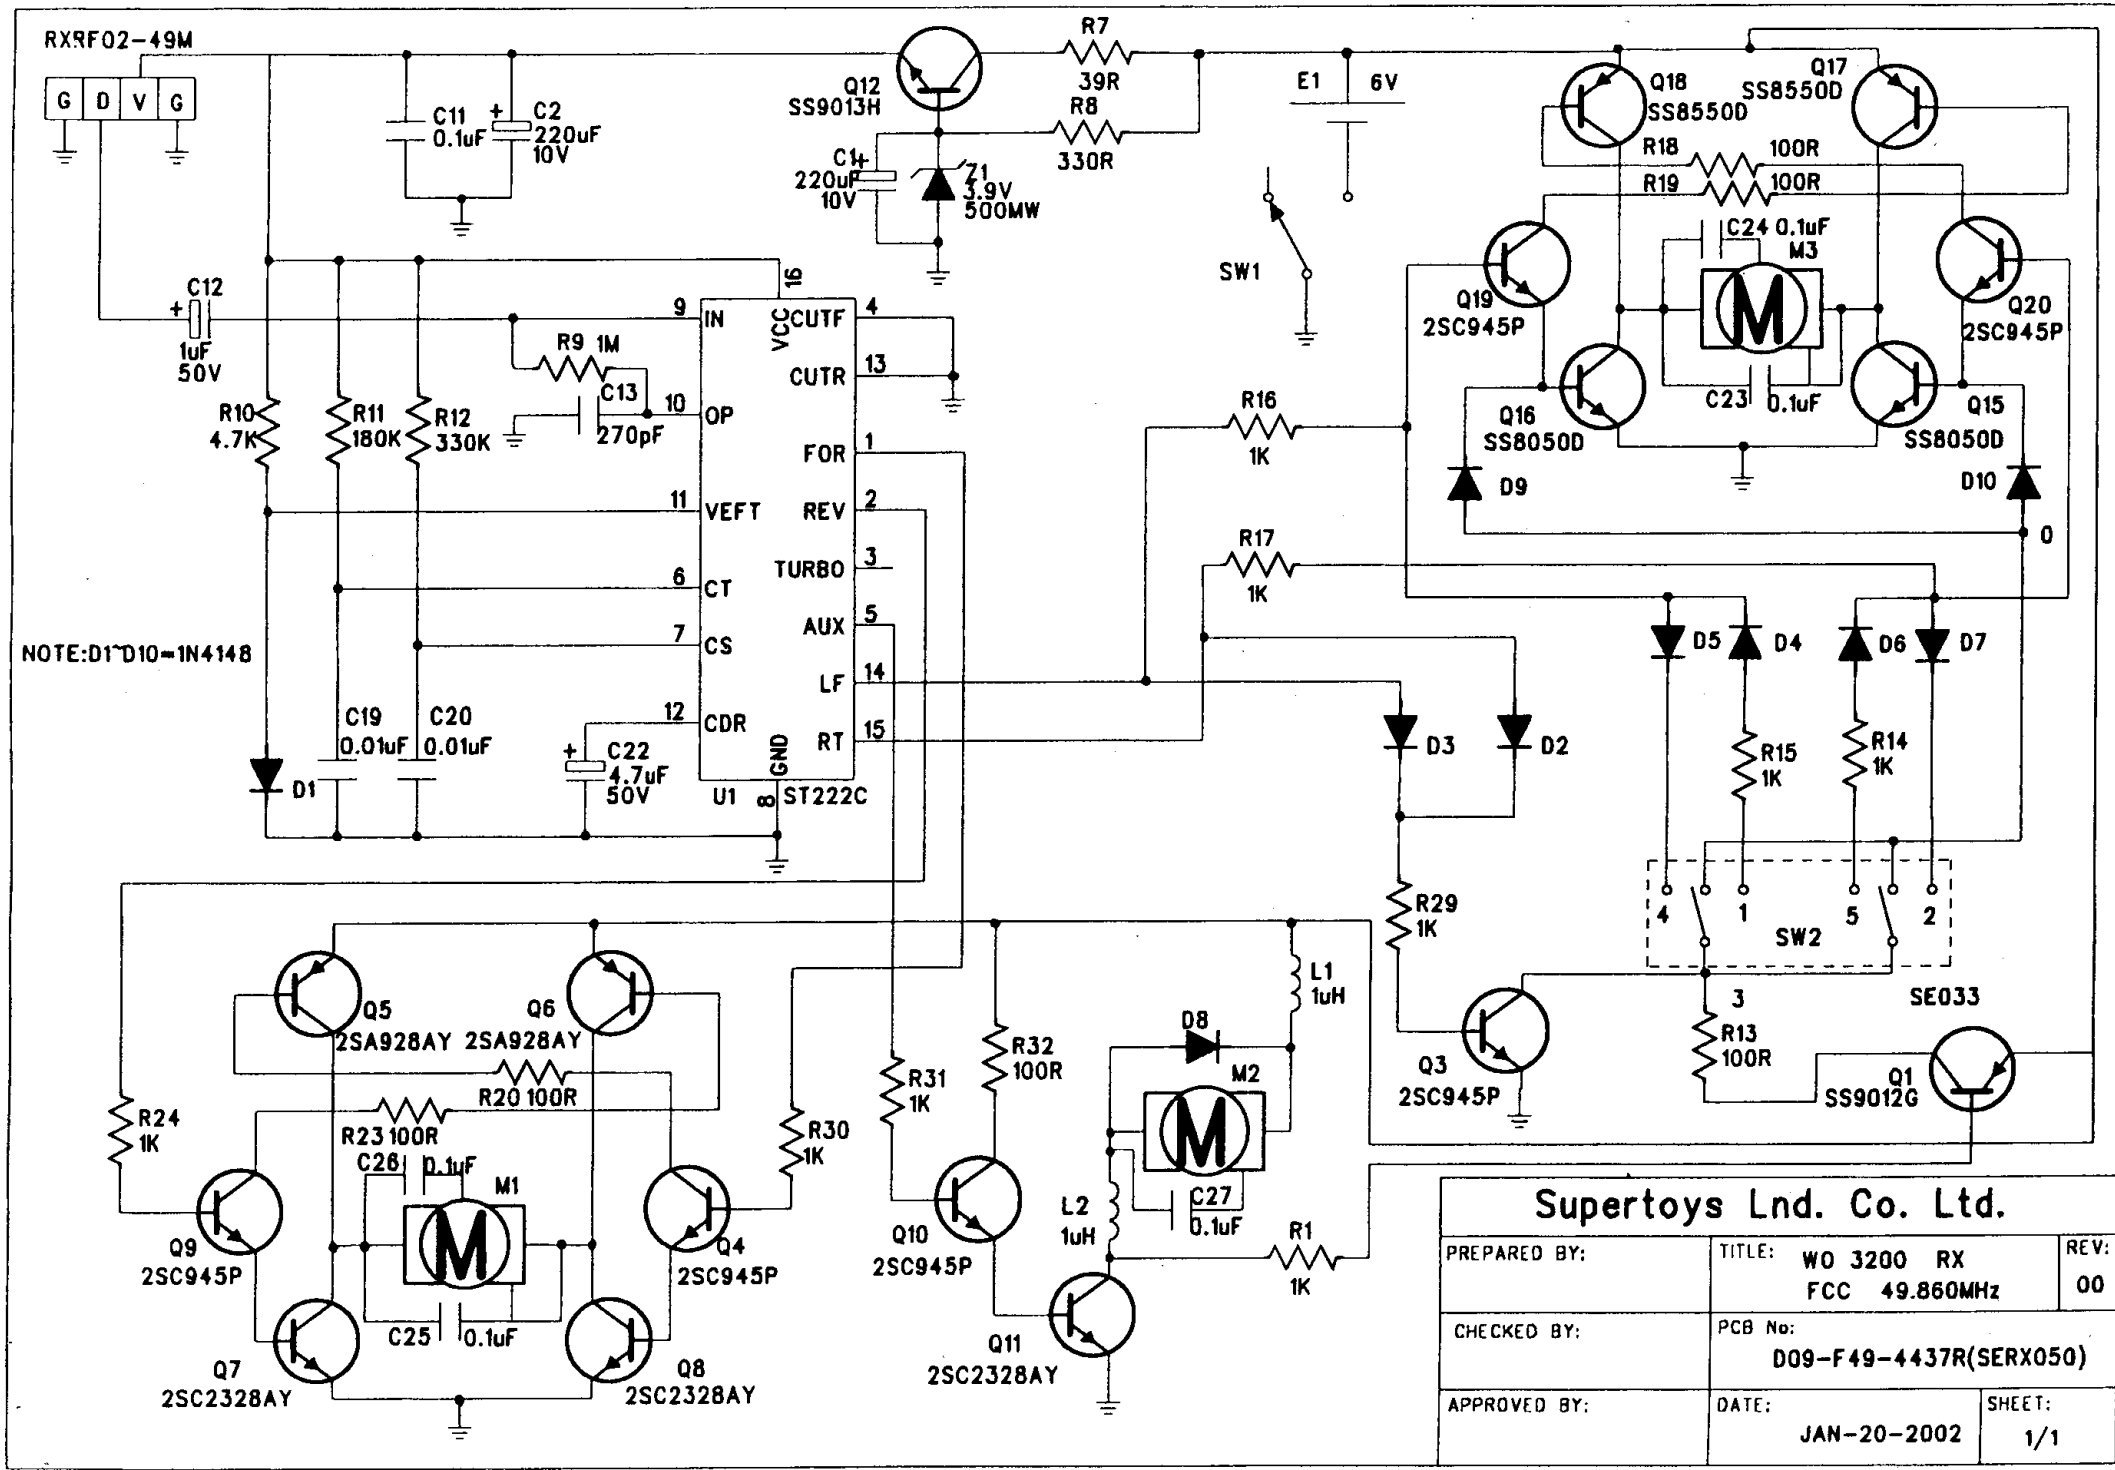 RXRF02-49M
G D V G
C11
0.1uF
+
C2
220uF
10V
Q12
SS9013H
R7
39R
R8
330R
C1
+
220uF
10V
Z1
3.9V
500MW
E1 6V
SW1
Q18
SS8550D
Q17
SS8550D
R18 100R
R19 100R
C24 0.1uF
M3
M
Q19
2SC945P
Q20
2SC945P
C23 0.1uF
Q16
SS8050D
Q15
SS8050D
D9
D10
0
R16
1K
R17
1K
C12
+
1uF
50V
R9 1M
C13
270pF
R10
4.7K
R11
180K
R12
330K
NOTE:D1~D10=1N4148
C19
0.01uF
C20
0.01uF
D1
+
C22
4.7uF
50V
9 IN
10 OP
11 VEFT
6 CT
7 CS
12 CDR
16
VCC
CUTF 4
CUTR 13
FOR 1
REV 2
TURBO 3
AUX 5
LF 14
RT 15
GND
8
U1
ST222C
D5
D4
D6
D7
D3
D2
R15
1K
R14
1K
R29
1K
4 1 5 2
SW2
3
SE033
Q3
2SC945P
R13
100R
Q1
SS9012G
Q5
2SA928AY
Q6
2SA928AY
R20 100R
R23 100R
R24
1K
R30
1K
C26 0.1uF
M1
M
C25 0.1uF
Q9
2SC945P
Q4
2SC945P
Q7
2SC2328AY
Q8
2SC2328AY
R31
1K
R32
100R
Q10
2SC945P
Q11
2SC2328AY
L1
1uH
D8
M2
M
L2
1uH
C27
0.1uF
R1
1K
Supertoys Lnd. Co. Ltd.
PREPARED BY:
TITLE: WO 3200 RX
FCC 49.860MHz
REV:
00
CHECKED BY:
PCB No:
D09-F49-4437R(SERX050)
APPROVED BY:
DATE:
JAN-20-2002
SHEET:
1/1